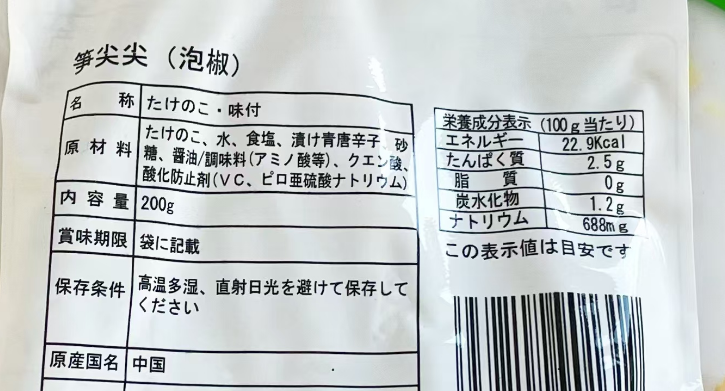 筝尖尖（泡椒）
名称 たけのこ・味付
原材料 たけのこ、水、食塩、漬け青唐辛子、砂
糖、醤油/調味料(アミノ酸等)、クエン酸、
酸化防止剤(VC、ピロ亜硫酸ナトリウム)
内容量 200g
賞味期限 袋に記載
保存条件 高温多湿、直射日光を避けて保存して
ください
原産国名 中国
栄養成分表示（100g当たり）
エネルギー 22.9Kcal
たんぱく質 2.5g
脂質 0g
炭水化物 1.2g
ナトリウム 688mg
この表示値は目安です